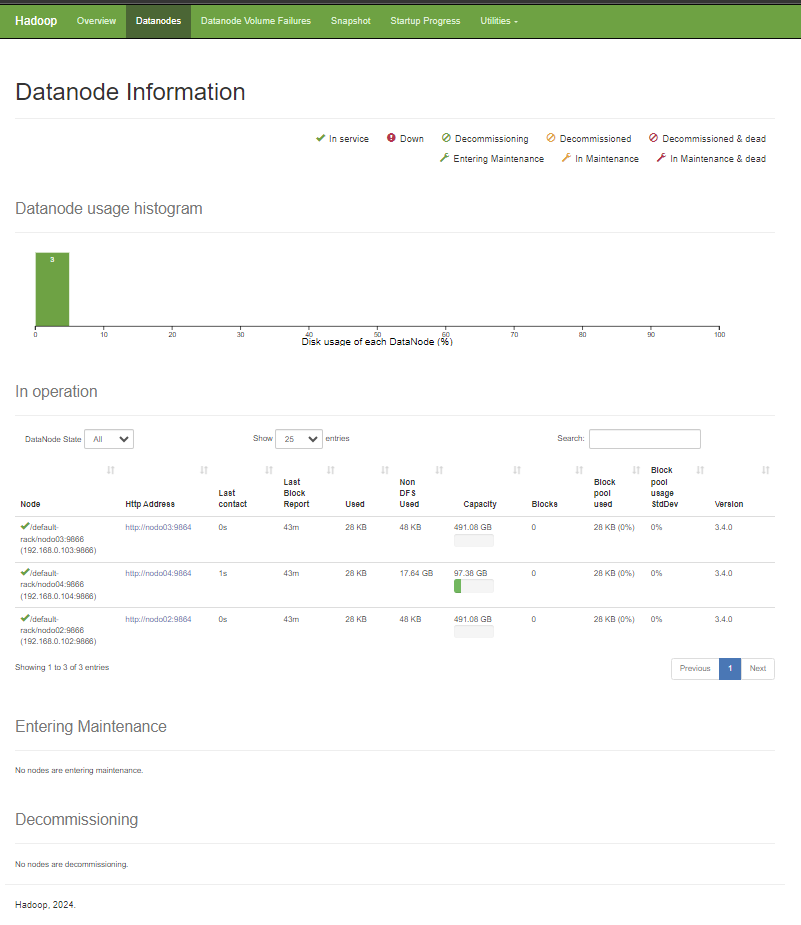 Hadoop Overview Datanodes Datanode Volume Failures Snapshot Startup Progress Utilities
Datanode Information
In service Down Decommissioning Decommissioned Decommissioned & dead
Entering Maintenance In Maintenance In Maintenance & dead
Datanode usage histogram
3
0 10 20 30 40 50 60 70 80 90 100
Disk usage of each DataNode (%)
In operation
DataNode State All Show 25 entries Search:
Node Http Address Last contact Last Block Report Used Non DFS Used Capacity Blocks Block pool used Block pool usage StdDev Version
/default-rack/nodo03:9866 (192.168.0.103:9866) http://nodo03:9864 0s 43m 28 KB 48 KB 491.08 GB 0 28 KB (0%) 0% 3.4.0
/default-rack/nodo04:9866 (192.168.0.104:9866) http://nodo04:9864 1s 43m 28 KB 17.64 GB 97.38 GB 0 28 KB (0%) 0% 3.4.0
/default-rack/nodo02:9866 (192.168.0.102:9866) http://nodo02:9864 0s 43m 28 KB 48 KB 491.08 GB 0 28 KB (0%) 0% 3.4.0
Showing 1 to 3 of 3 entries Previous 1 Next
Entering Maintenance
No nodes are entering maintenance.
Decommissioning
No nodes are decommissioning.
Hadoop, 2024.